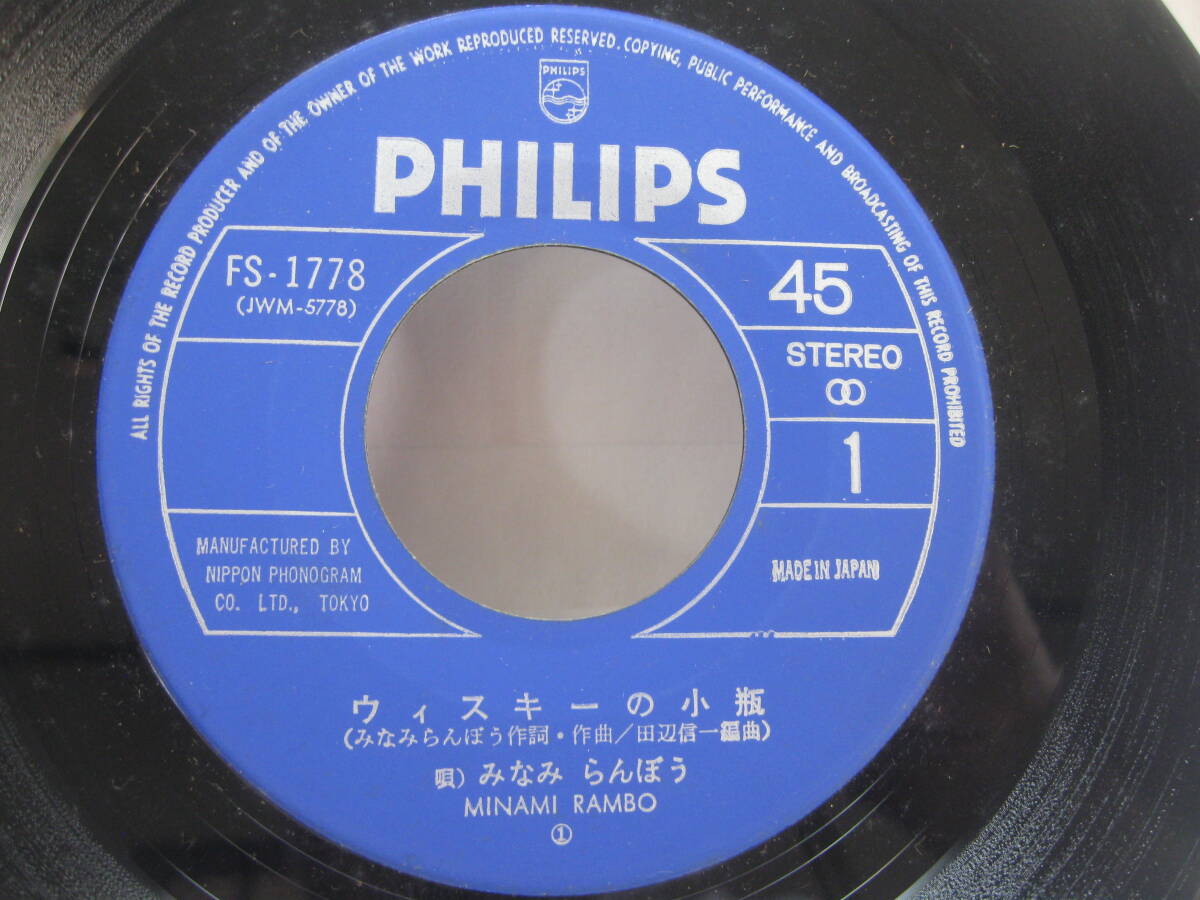 ALL RIGHTS OF THE RECORD PRODUCER AND OF THE OWNER OF THE WORK REPRODUCED RESERVED. COPYING, PUBLIC PERFORMANCE AND BROADCASTING OF THIS RECORD PROHIBITED
PHILIPS
PHILIPS
FS-1778
(JWM-5778)
45
STEREO
1
MANUFACTURED BY
NIPPON PHONOGRAM
CO. LTD., TOKYO
MADE IN JAPAN
ウィスキーの小瓶
(みなみらんぼう作詞・作曲/田辺信一編曲)
唄) みなみ らんぼう
MINAMI RAMBO
①